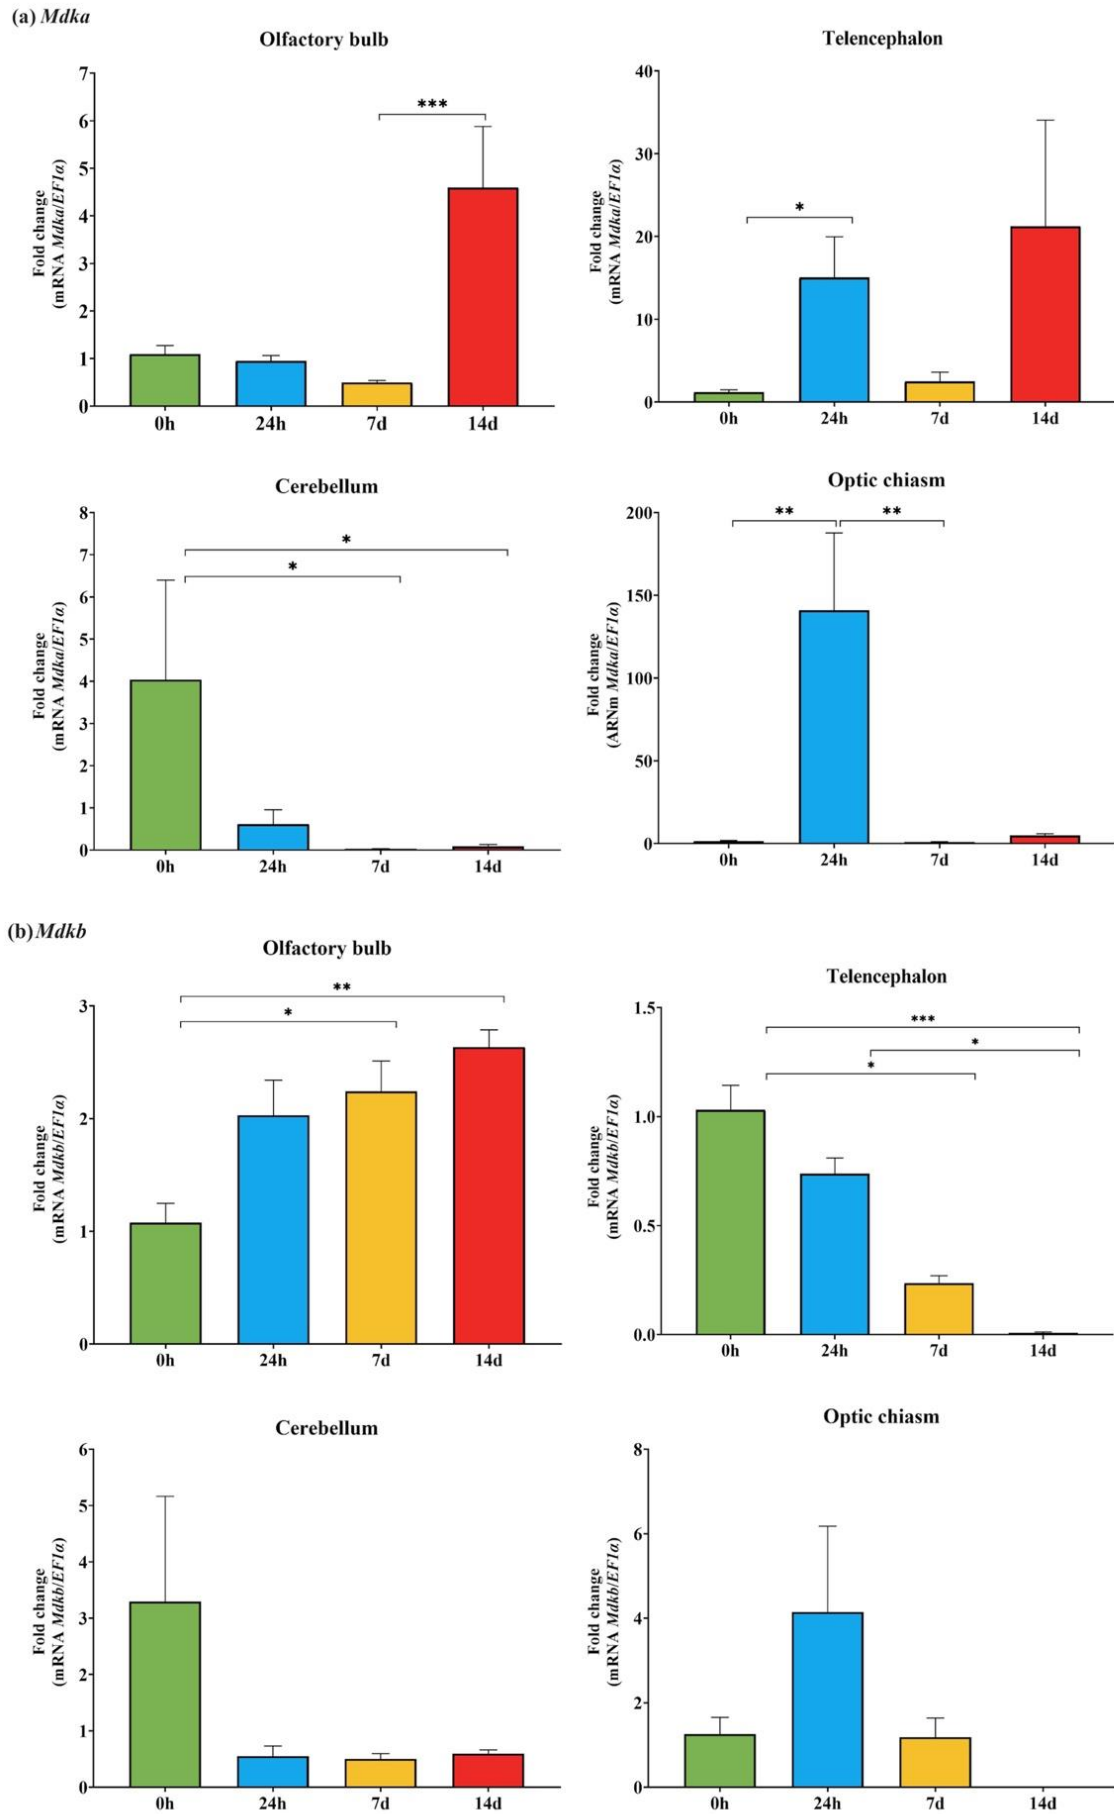 (a) Mdka
Olfactory bulb
Fold change
(mRNA Mdka/EF1α)
7
6
5
4
3
2
1
0
***
0h 24h 7d 14d
Telencephalon
Fold change
(mRNA Mdka/EF1α)
40
30
20
10
0
*
0h 24h 7d 14d
Cerebellum
Fold change
(mRNA Mdka/EF1α)
8
7
6
5
4
3
2
1
0
*
*
0h 24h 7d 14d
Optic chiasm
Fold change
(ARNm Mdka/EF1α)
200
150
100
50
0
** **
0h 24h 7d 14d
(b) Mdkb
Olfactory bulb
Fold change
(mRNA Mdkb/EF1α)
3
2
1
0
**
*
0h 24h 7d 14d
Telencephalon
Fold change
(mRNA Mdkb/EF1α)
1.5
1.0
0.5
0.0
***
*
*
0h 24h 7d 14d
Cerebellum
Fold change
(mRNA Mdkb/EF1α)
6
5
4
3
2
1
0
0h 24h 7d 14d
Optic chiasm
Fold change
(mRNA Mdkb/EF1α)
8
6
4
2
0
0h 24h 7d 14d